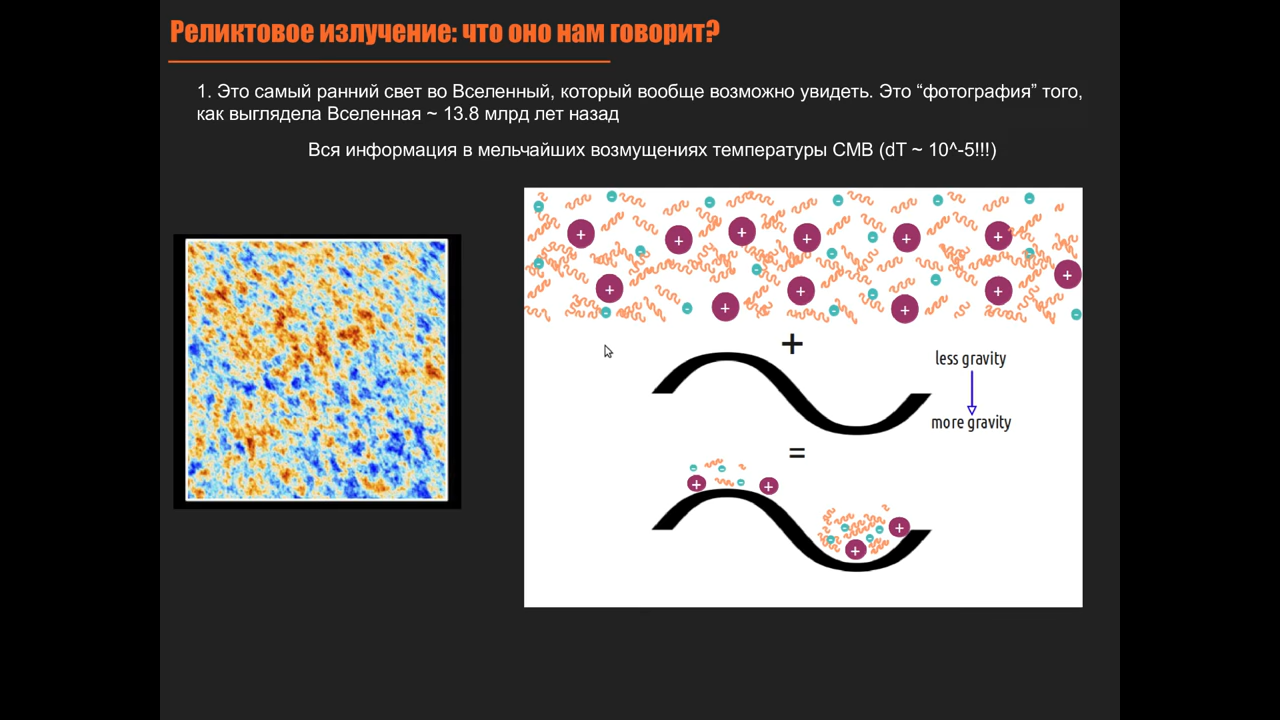 Реликтовое излучение: что оно нам говорит?
1. Это самый ранний свет во Вселенный, который вообще возможно увидеть. Это “фотография” того,
как выглядела Вселенная ~ 13.8 млрд лет назад
Вся информация в мельчайших возмущениях температуры CMB (dT ~ 10^-5!!!)
+
less gravity
more gravity
=